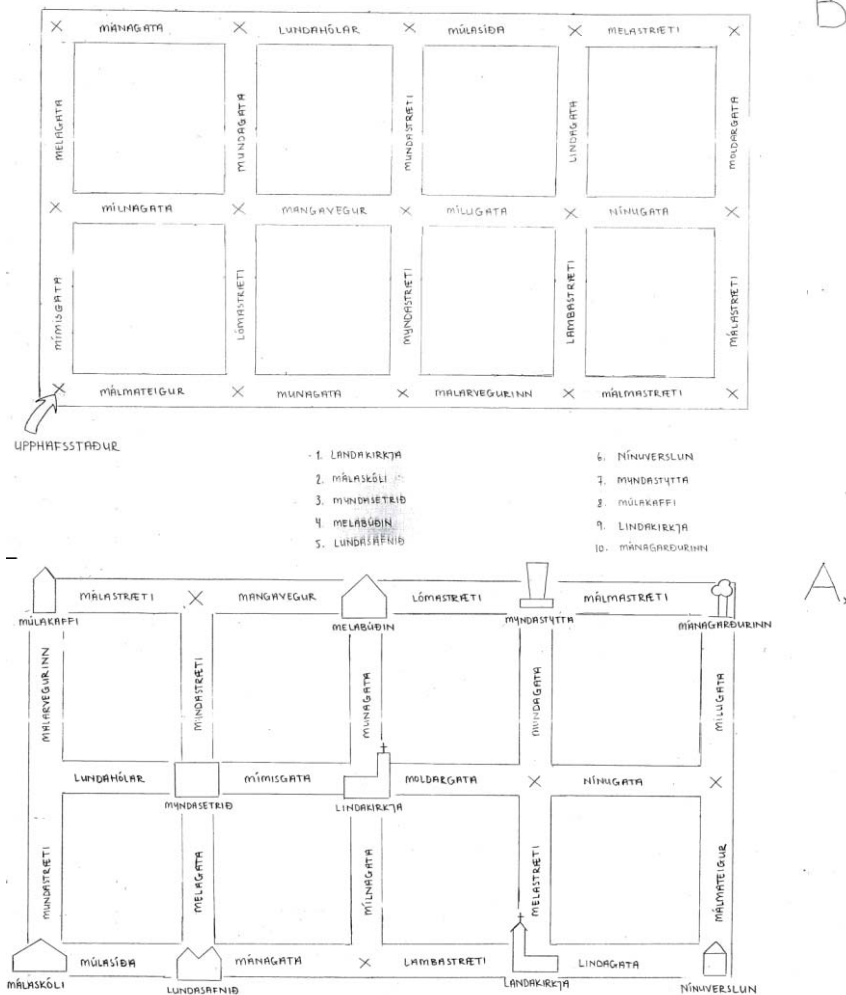 B
MÁNAGATA LUNDAHÓLAR MÚLASÍÐA MELASTRÆTI
MELAGATA MUNDAGATA MUNDASTRÆTI LINDAGATA MOLDARGATA
MÍLNAGATA MANGAVEGUR MÍLUGATA NÍNUGATA
MÍMISGATA LÓMASTRÆTI MYNDASTRÆTI LAMBASTRÆTI MÁLASTRÆTI
MÁLMATEIGUR MUNAGATA MALARVEGURINN MÁLMASTRÆTI
UPPHAFSSTAÐUR
1. LANDAKIRKJA
2. MÁLASKÓLI
3. MYNDASETRIÐ
4. MELABÚÐIN
5. LUNDASAFNIÐ
6. NÍNUVERSLUN
7. MYNDASTYTTA
8. MÚLAKAFFI
9. LINDAKIRKJA
10. MÁNAGARÐURINN
A
MÁLASTRÆTI MANGAVEGUR LÓMASTRÆTI MÁLMASTRÆTI
MÚLAKAFFI MELABÚÐIN MYNDASTYTTA MÁNAGARÐURINN
MALARVEGURINN MYNDASTRÆTI MUNAGATA MUNDAGATA MÍLUGATA
LUNDAHÓLAR MÍMISGATA MOLDARGATA NÍNUGATA
MYNDASETRIÐ LINDAKIRKJA
MUNDASTRÆTI MELAGATA MÍLNAGATA MELASTRÆTI MÁLMATEIGUR
MÚLASÍÐA MÁNAGATA LAMBASTRÆTI LINDAGATA
MÁLASKÓLI LUNDASAFNIÐ LANDAKIRKJA NÍNUVERSLUN